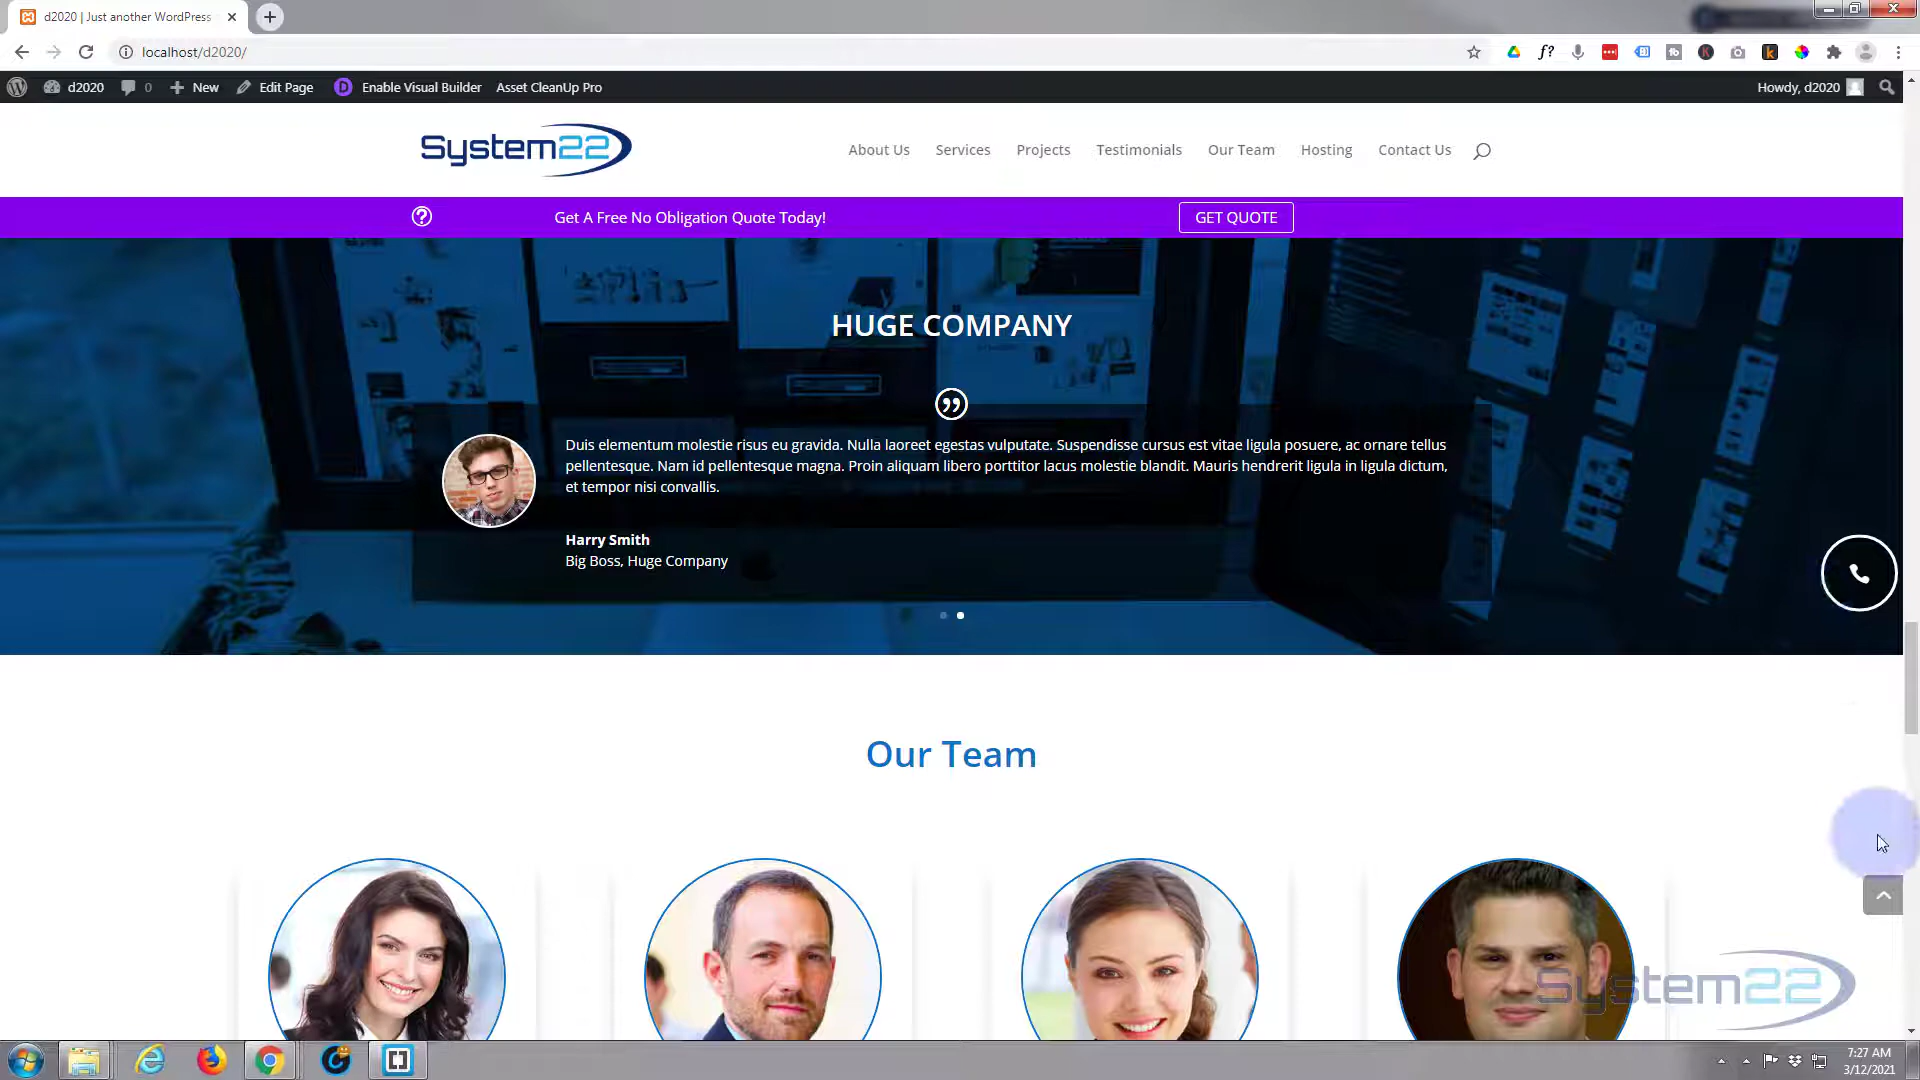 d2020 | Just another WordPress
localhost/d2020/
d2020
0
New
Edit Page
Enable Visual Builder
Asset CleanUp Pro
Howdy, d2020
System22
About Us
Services
Projects
Testimonials
Our Team
Hosting
Contact Us
Get A Free No Obligation Quote Today!
GET QUOTE
HUGE COMPANY
Duis elementum molestie risus eu gravida. Nulla laoreet egestas vulputate. Suspendisse cursus est vitae ligula posuere, ac ornare tellus
pellentesque. Nam id pellentesque magna. Proin aliquam libero porttitor lacus molestie blandit. Mauris hendrerit ligula in ligula dictum,
et tempor nisi convallis.
Harry Smith
Big Boss, Huge Company
Our Team
System22
7:27 AM
3/12/2021